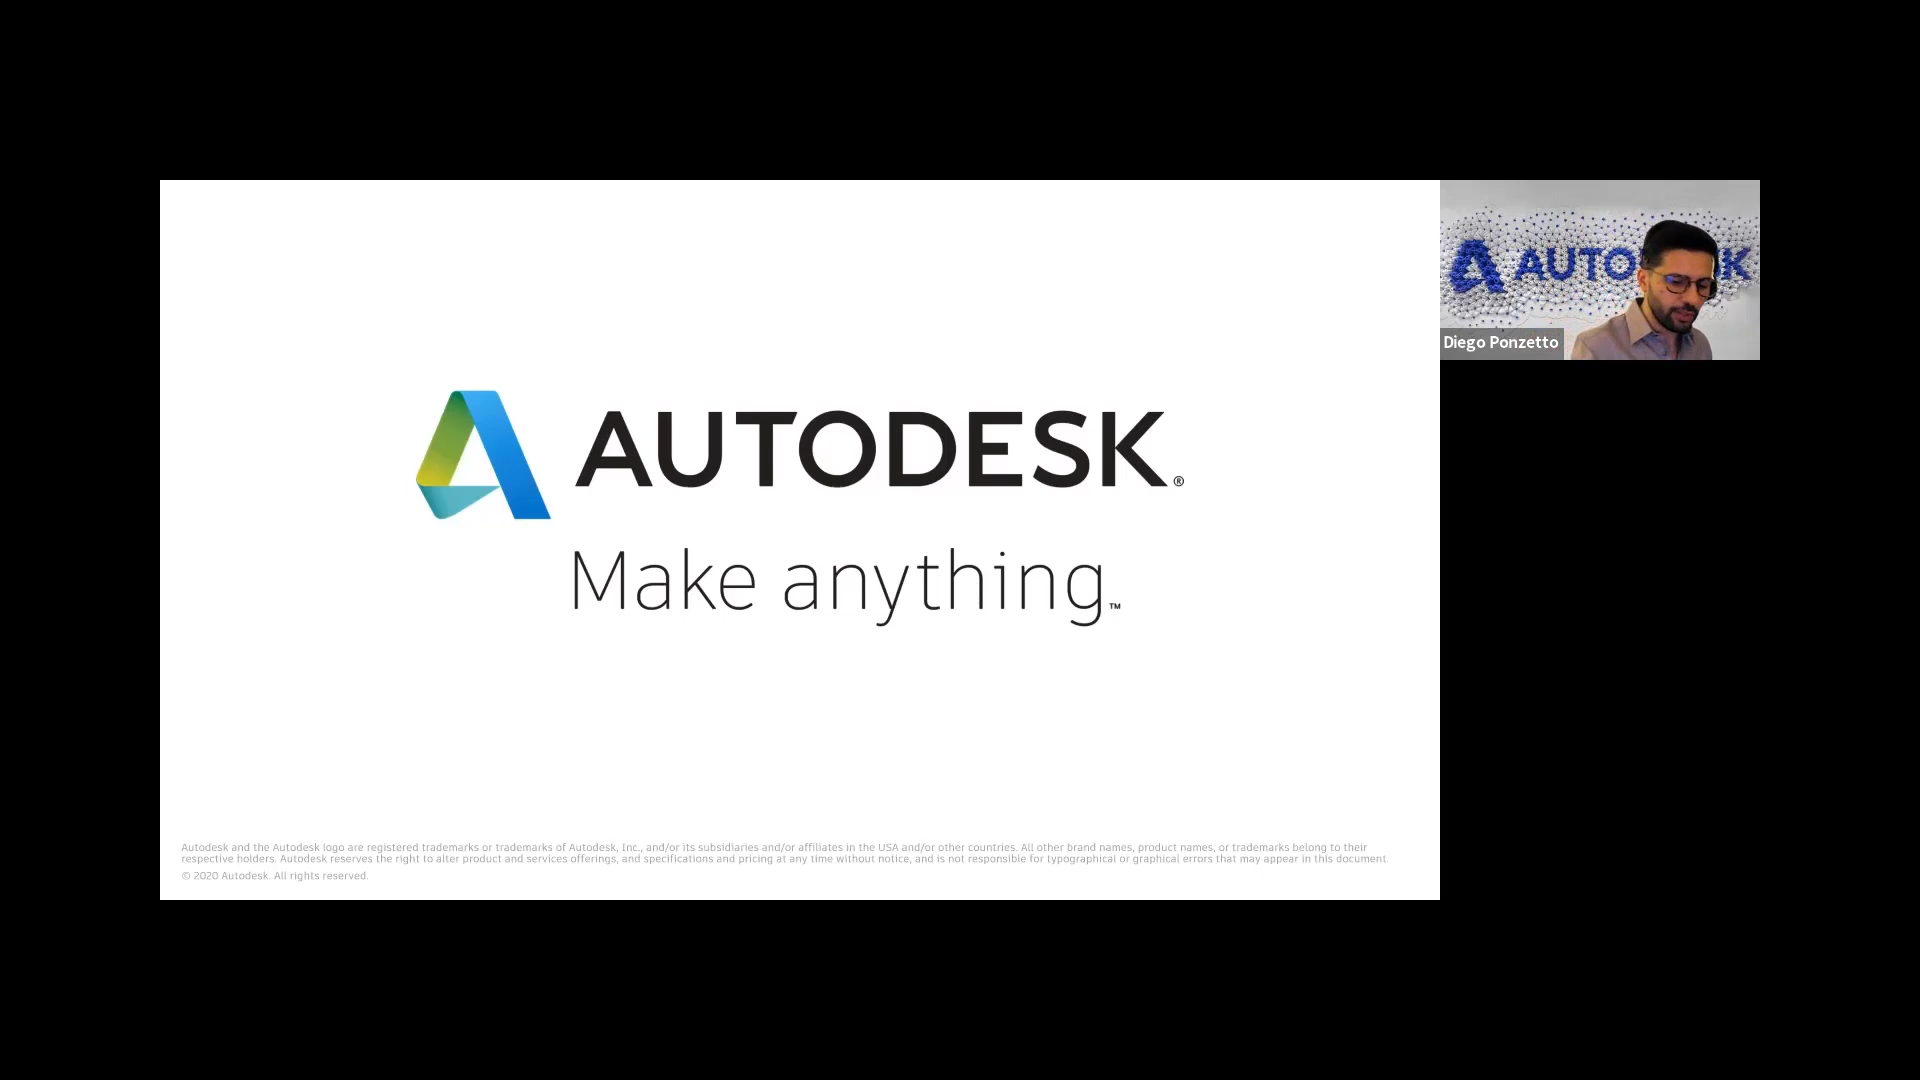 AUTODESK®
Make anything™
Autodesk and the Autodesk logo are registered trademarks or trademarks of Autodesk, Inc., and/or its subsidiaries and/or affiliates in the USA and/or other countries. All other brand names, product names, or trademarks belong to their
respective holders. Autodesk reserves the right to alter product and services offerings, and specifications and pricing at any time without notice, and is not responsible for typographical or graphical errors that may appear in this document.
© 2020 Autodesk. All rights reserved.
AUTO K
Diego Ponzetto